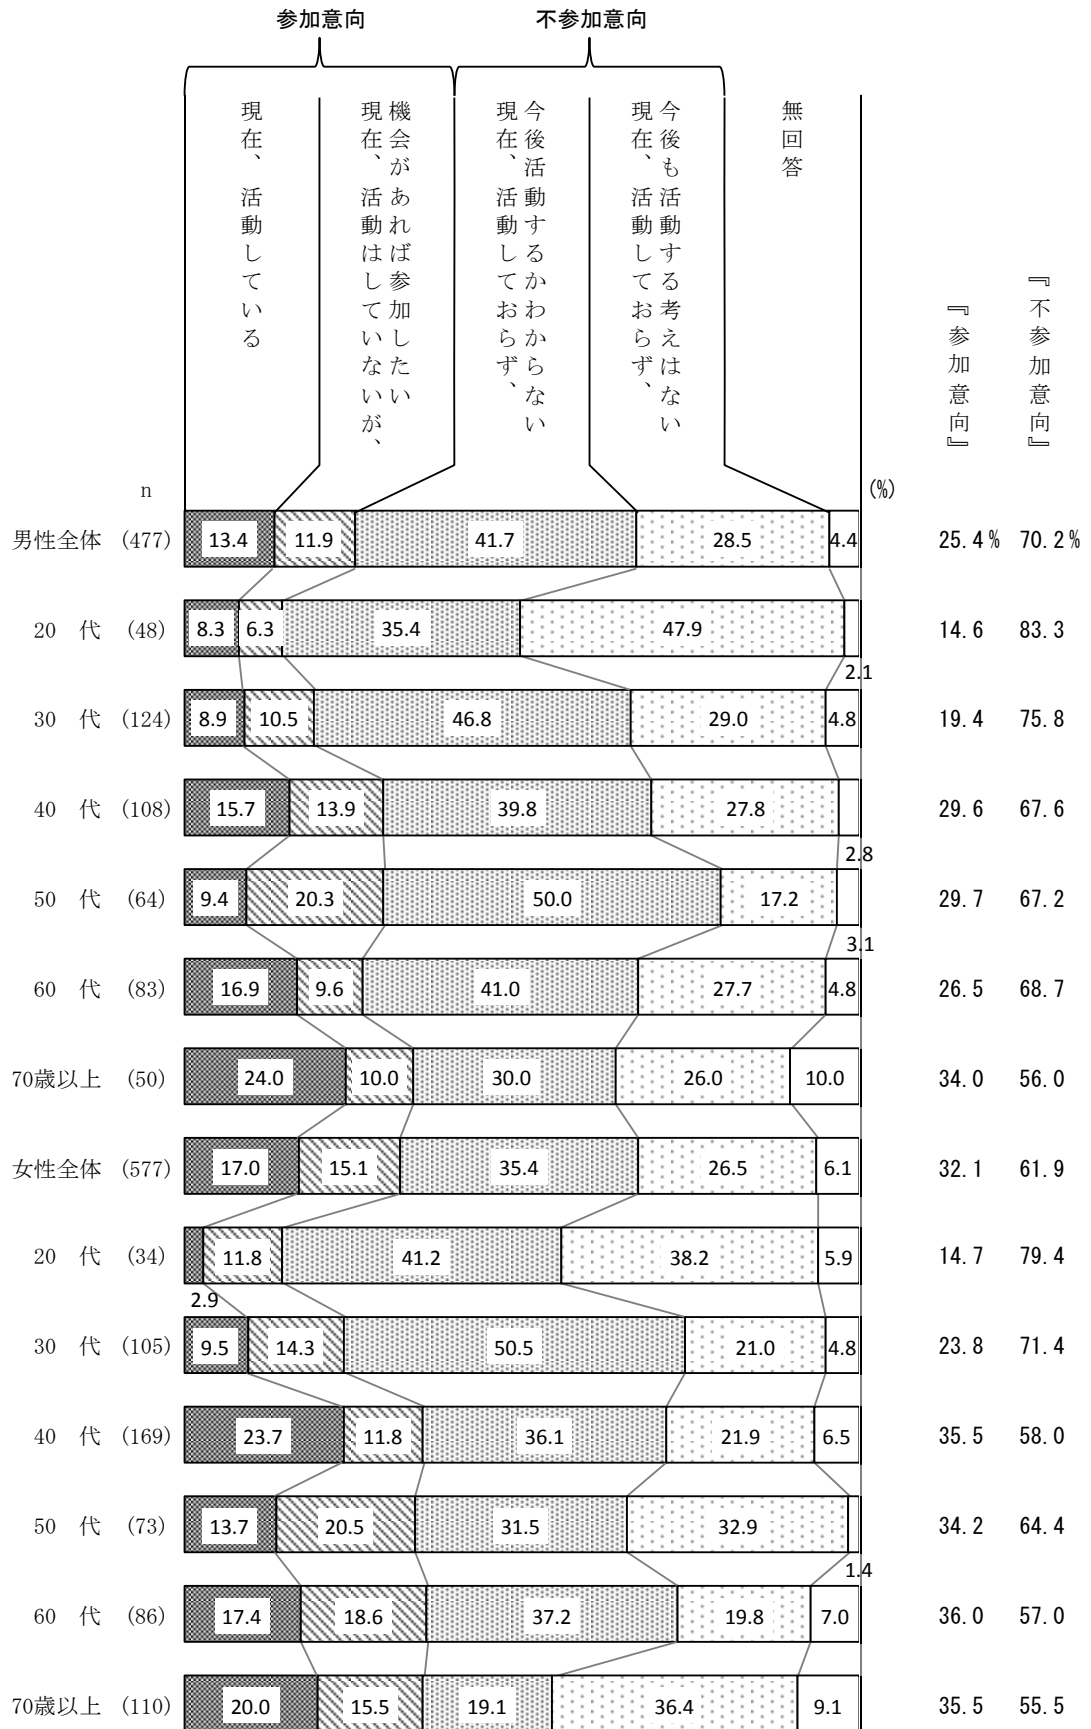 参加意向
不参加意向
現在、活動している
現在、活動はしていないが、
機会があれば参加したい
現在、活動しておらず、
今後活動するかわからない
現在、活動しておらず、
今後も活動する考えはない
無回答
『参加意向』
『不参加意向』
n
(%)
男性全体 (477) 13.4 11.9 41.7 28.5 4.4 25.4% 70.2%
20 代 (48) 8.3 6.3 35.4 47.9 2.1 14.6 83.3
30 代 (124) 8.9 10.5 46.8 29.0 4.8 19.4 75.8
40 代 (108) 15.7 13.9 39.8 27.8 2.8 29.6 67.6
50 代 (64) 9.4 20.3 50.0 17.2 3.1 29.7 67.2
60 代 (83) 16.9 9.6 41.0 27.7 4.8 26.5 68.7
70歳以上 (50) 24.0 10.0 30.0 26.0 10.0 34.0 56.0
女性全体 (577) 17.0 15.1 35.4 26.5 6.1 32.1 61.9
20 代 (34) 2.9 11.8 41.2 38.2 5.9 14.7 79.4
30 代 (105) 9.5 14.3 50.5 21.0 4.8 23.8 71.4
40 代 (169) 23.7 11.8 36.1 21.9 6.5 35.5 58.0
50 代 (73) 13.7 20.5 31.5 32.9 1.4 34.2 64.4
60 代 (86) 17.4 18.6 37.2 19.8 7.0 36.0 57.0
70歳以上 (110) 20.0 15.5 19.1 36.4 9.1 35.5 55.5